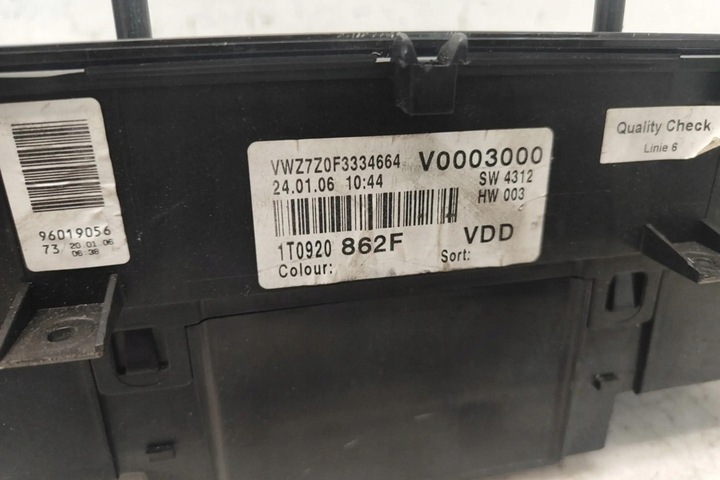 96019056
73 20.01.06
06:36
VWZ7Z0F3334664 V0003000
24.01.06 10:44 SW 4312
HW 003
1T0920 862F VDD
Colour: Sort:
Quality Check
Linie 6